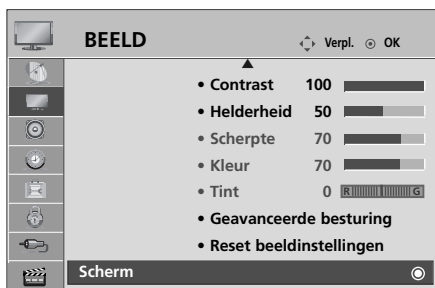 BEELD
Verpl. OK
• Contrast 100
• Helderheid 50
• Scherpte 70
• Kleur 70
• Tint 0 R G
• Geavanceerde besturing
• Reset beeldinstellingen
Scherm